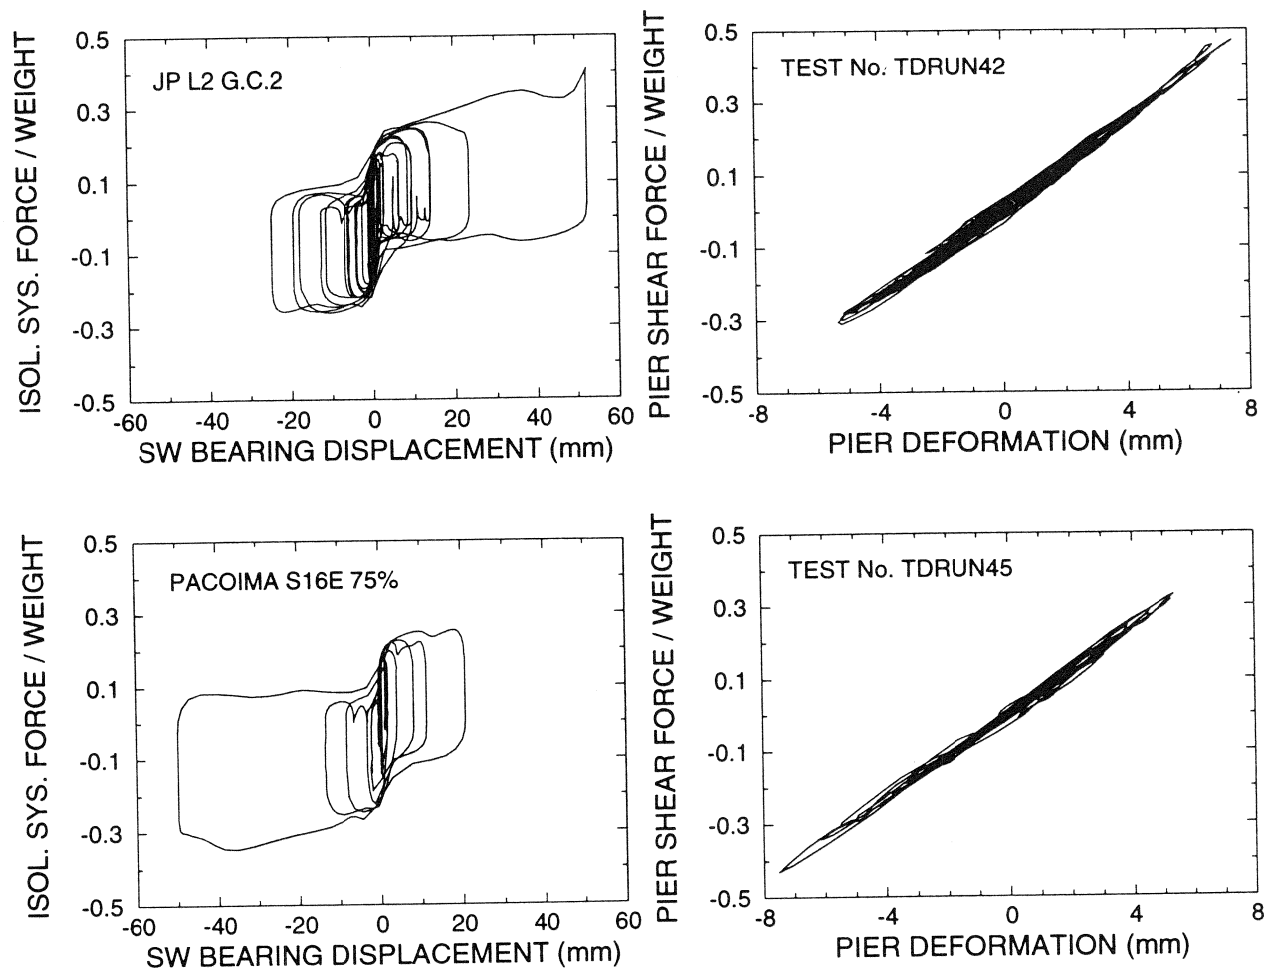 ISOL. SYS. FORCE / WEIGHT
0.5
0.3
0.1
-0.1
-0.3
-0.5
JP L2 G.C.2
-60 -40 -20 0 20 40 60
SW BEARING DISPLACEMENT (mm)
PIER SHEAR FORCE / WEIGHT
0.5
0.3
0.1
-0.1
-0.3
-0.5
TEST No. TDRUN42
-8 -4 0 4 8
PIER DEFORMATION (mm)
ISOL. SYS. FORCE / WEIGHT
0.5
0.3
0.1
-0.1
-0.3
-0.5
PACOIMA S16E 75%
-60 -40 -20 0 20 40 60
SW BEARING DISPLACEMENT (mm)
PIER SHEAR FORCE / WEIGHT
0.5
0.3
0.1
-0.1
-0.3
-0.5
TEST No. TDRUN45
-8 -4 0 4 8
PIER DEFORMATION (mm)